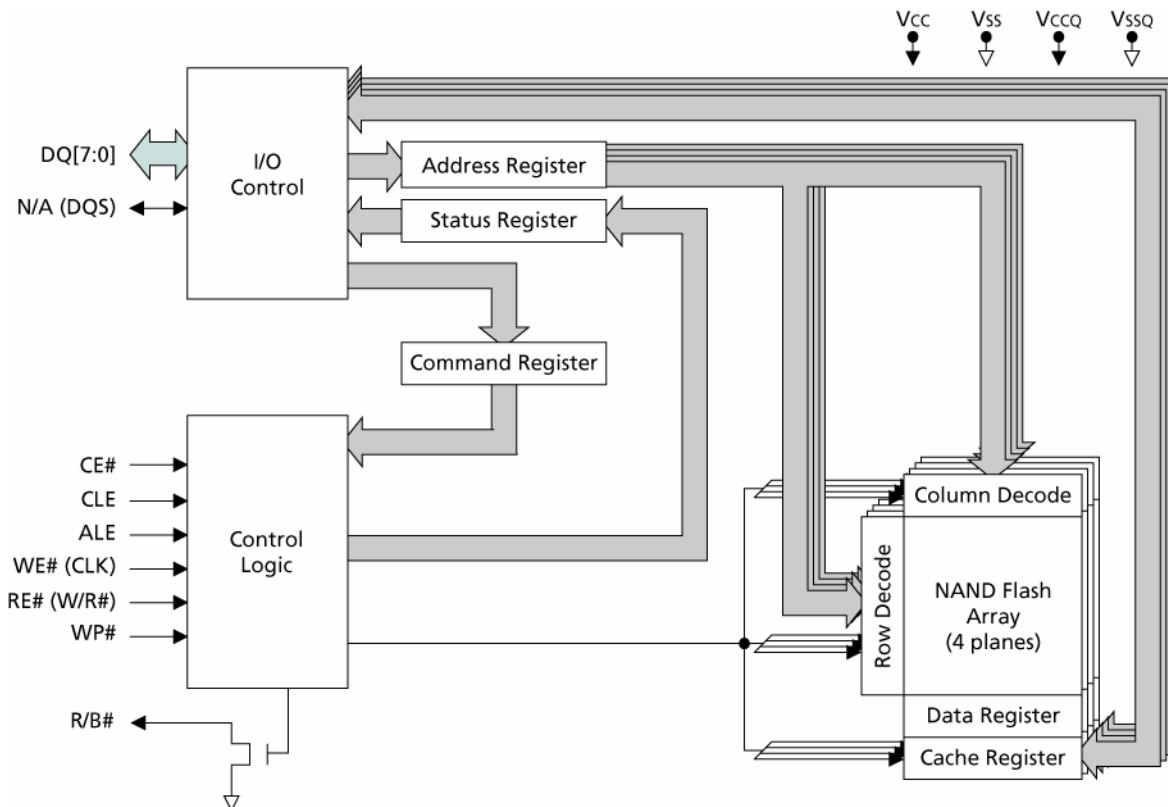 Vcc
Vss
VccQ
VssQ
DQ[7:0]
N/A (DQS)
I/O
Control
Address Register
Status Register
Command Register
CE#
CLE
ALE
WE# (CLK)
RE# (W/R#)
WP#
R/B#
Control
Logic
Column Decode
Row Decode
NAND Flash
Array
(4 planes)
Data Register
Cache Register